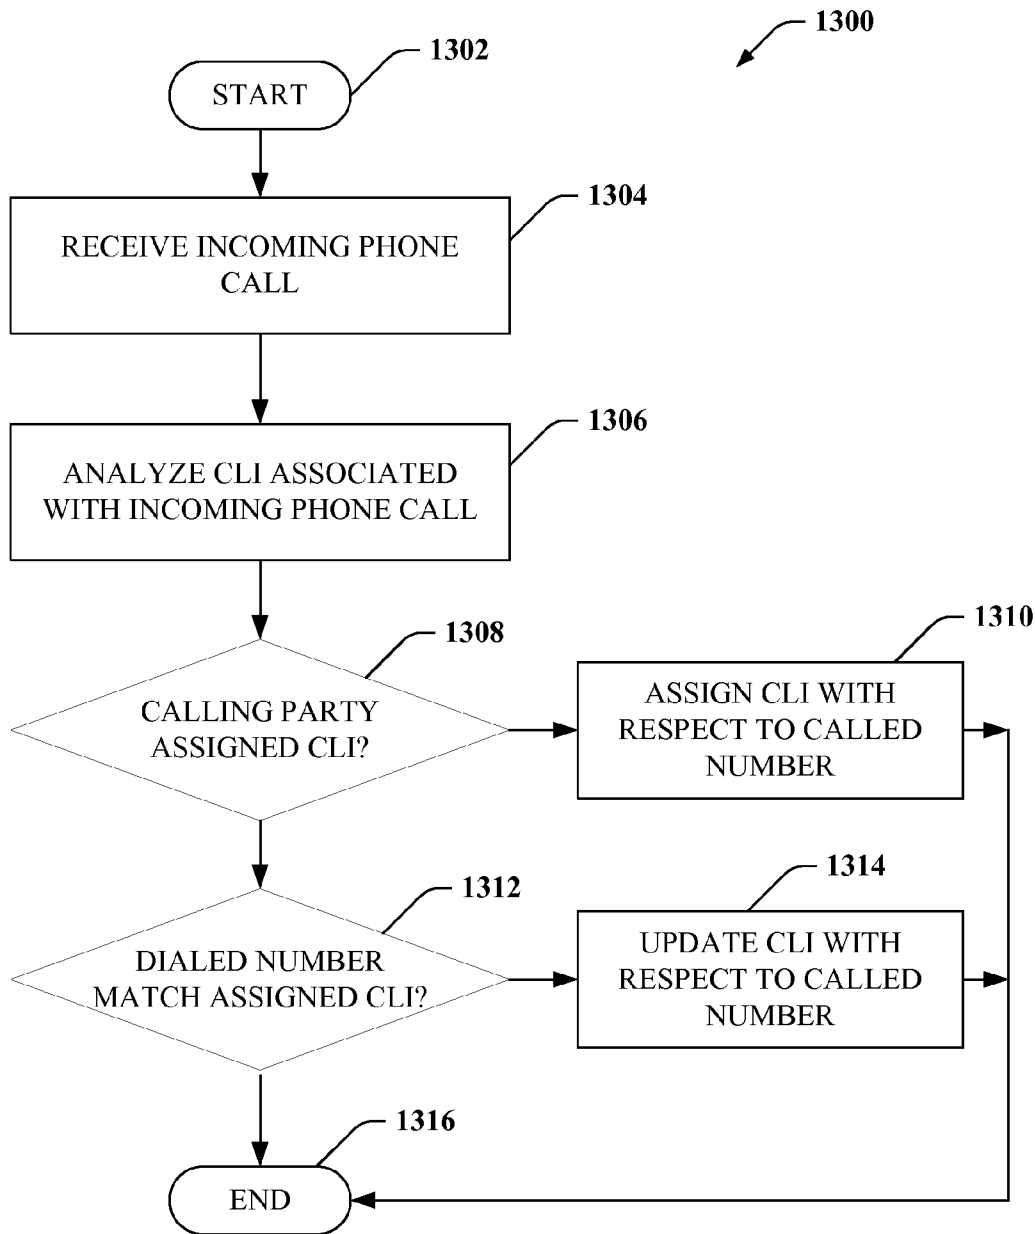 1300
1302
START
1304
RECEIVE INCOMING PHONE
CALL
1306
ANALYZE CLI ASSOCIATED
WITH INCOMING PHONE CALL
1308
CALLING PARTY
ASSIGNED CLI?
1310
ASSIGN CLI WITH
RESPECT TO CALLED
NUMBER
1312
DIALED NUMBER
MATCH ASSIGNED CLI?
1314
UPDATE CLI WITH
RESPECT TO CALLED
NUMBER
1316
END